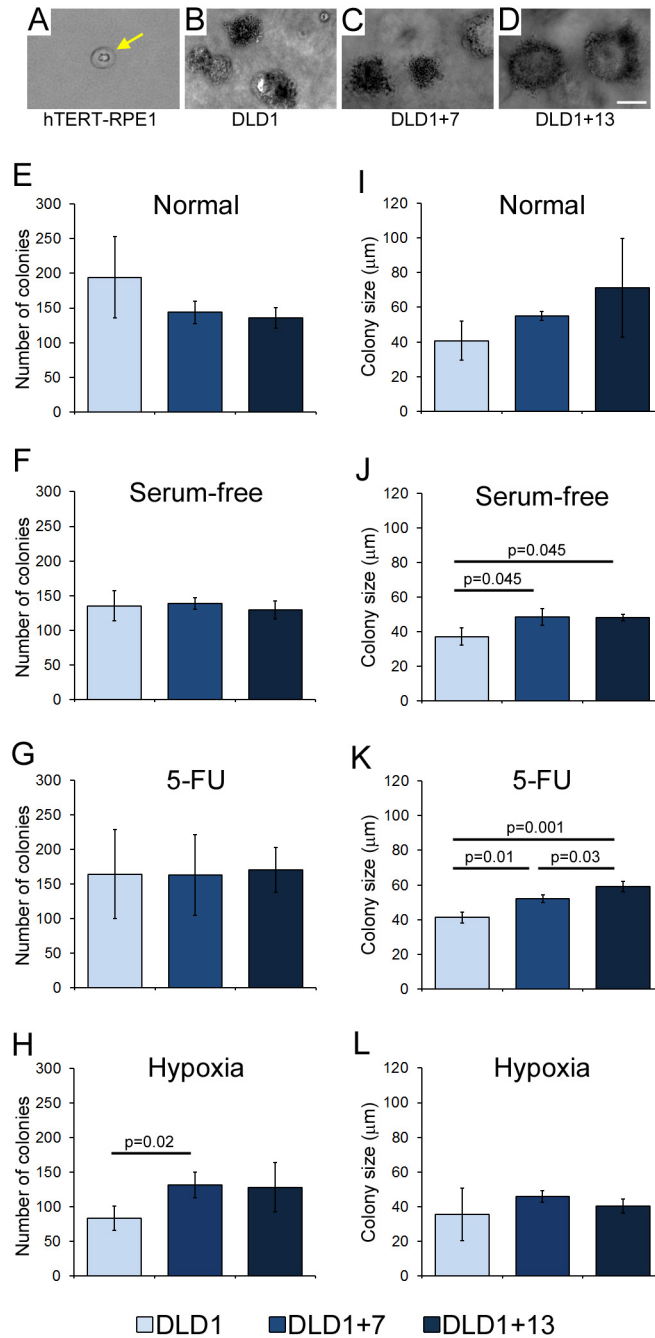 A B C D
hTERT-RPE1 DLD1 DLD1+7 DLD1+13
E
Normal
Number of colonies
300
250
200
150
100
50
0
I
Normal
Colony size (μm)
120
100
80
60
40
20
0
F
Serum-free
Number of colonies
300
250
200
150
100
50
0
J
Serum-free
Colony size (μm)
120
100
80
60
40
20
0
p=0.045
p=0.045
G
5-FU
Number of colonies
300
250
200
150
100
50
0
K
5-FU
Colony size (μm)
120
100
80
60
40
20
0
p=0.001
p=0.01 p=0.03
H
Hypoxia
Number of colonies
300
250
200
150
100
50
0
p=0.02
L
Hypoxia
Colony size (μm)
120
100
80
60
40
20
0
DLD1 DLD1+7 DLD1+13